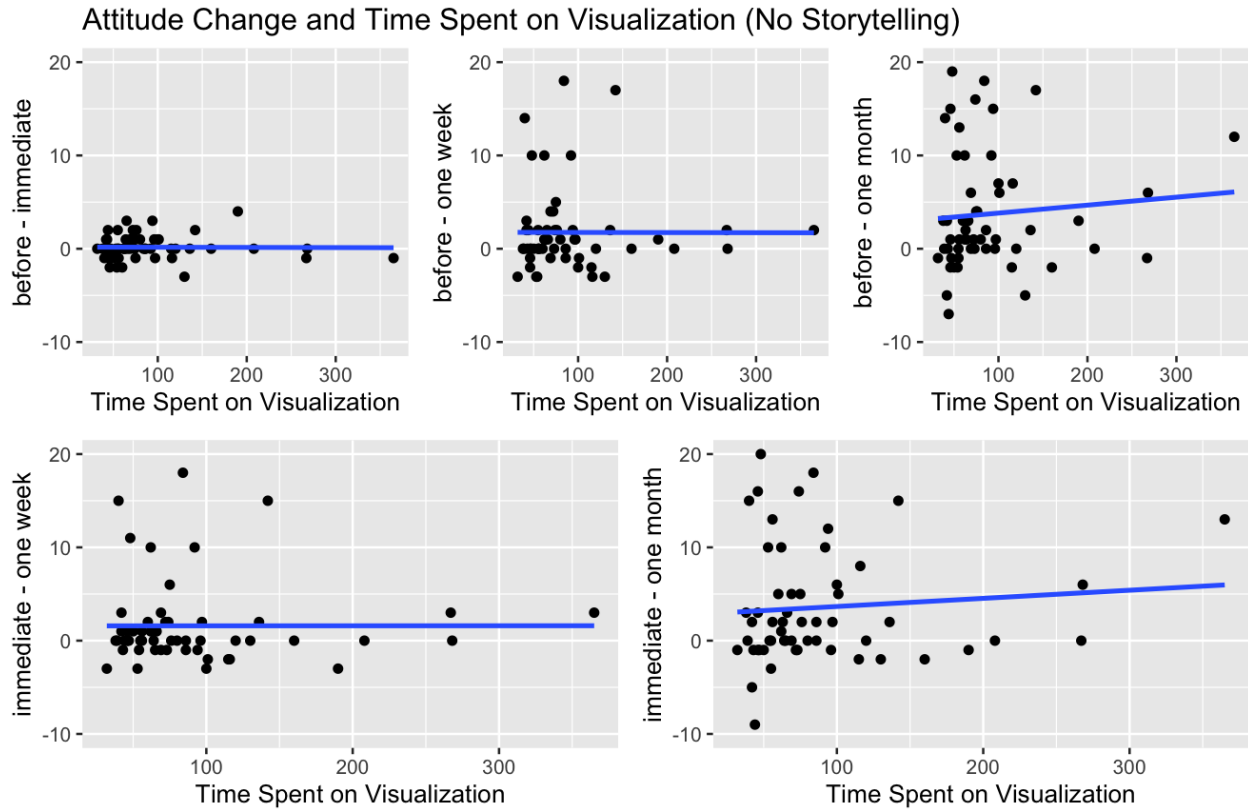 Attitude Change and Time Spent on Visualization (No Storytelling)
before - immediate
20
10
0
-10
100 200 300
Time Spent on Visualization
before - one week
20
10
0
-10
100 200 300
Time Spent on Visualization
before - one month
20
10
0
-10
100 200 300
Time Spent on Visualization
immediate - one week
20
10
0
-10
100 200 300
Time Spent on Visualization
immediate - one month
20
10
0
-10
100 200 300
Time Spent on Visualization